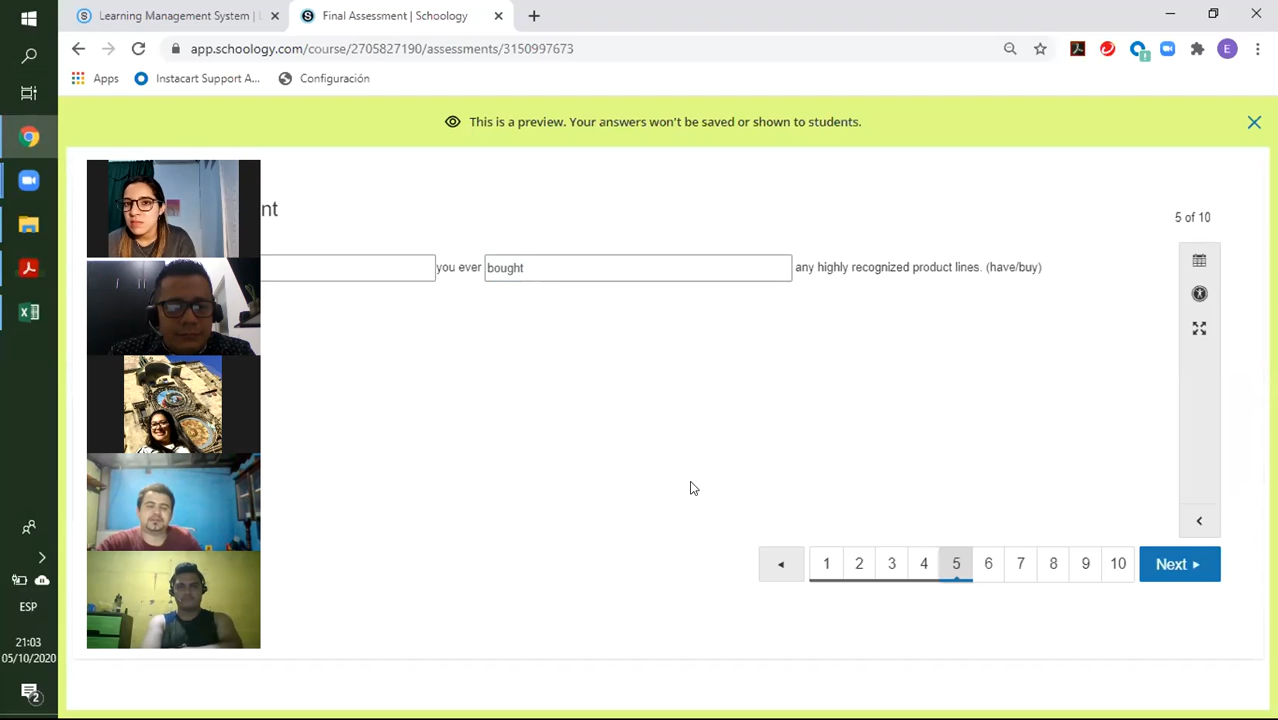 Learning Management System |
Final Assessment | Schoology
app.schoology.com/course/2705827190/assessments/3150997673
E
Apps
Instacart Support A...
Configuración
This is a preview. Your answers won't be saved or shown to students.
nt
5 of 10
you ever bought any highly recognized product lines. (have/buy)
1 2 3 4 5 6 7 8 9 10 Next
ESP
21:03
05/10/2020
2